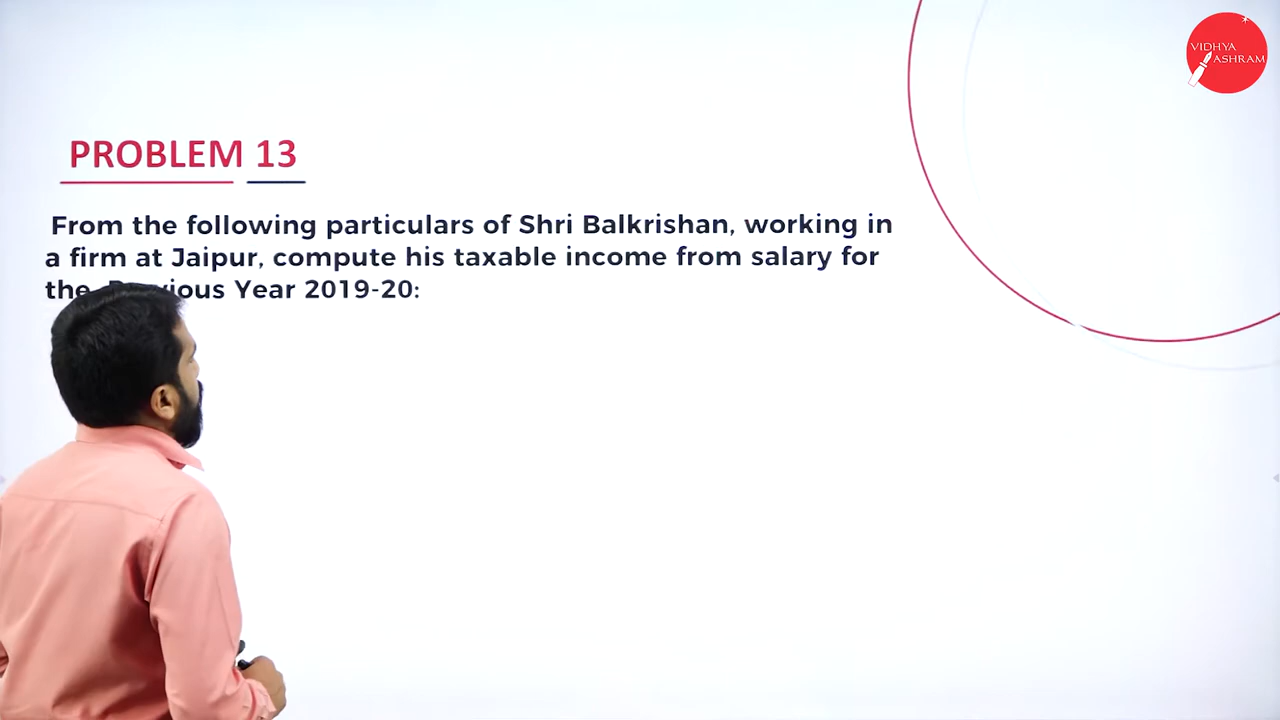 VIDHYA
ASHRAM
PROBLEM 13
From the following particulars of Shri Balkrishan, working in
a firm at Jaipur, compute his taxable income from salary for
the Previous Year 2019-20: